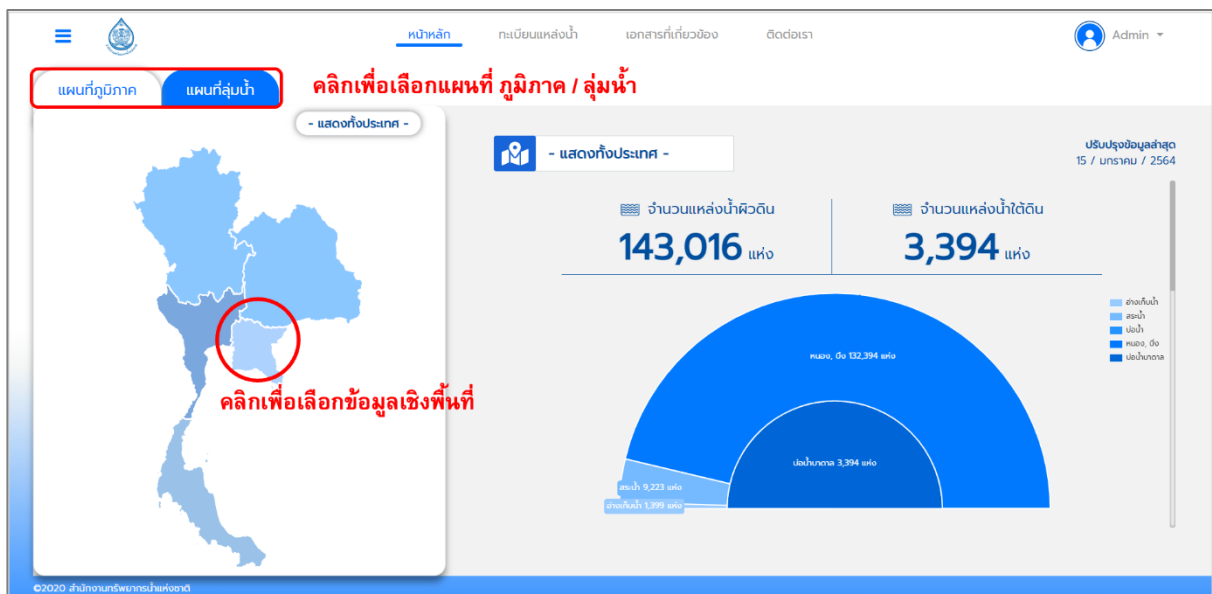 หน้าหลัก
ทะเบียนแหล่งน้ำ
เอกสารที่เกี่ยวข้อง
ติดต่อเรา
Admin
แผนที่ภูมิภาค
แผนที่ลุ่มน้ำ
คลิกเพื่อเลือกแผนที่ ภูมิภาค / ลุ่มน้ำ
- แสดงทั้งประเทศ -
- แสดงทั้งประเทศ -
ปรับปรุงข้อมูลล่าสุด
15 / มกราคม / 2564
จำนวนแหล่งน้ำผิวดิน
143,016 แห่ง
จำนวนแหล่งน้ำใต้ดิน
3,394 แห่ง
อ่างเก็บน้ำ
สระน้ำ
บ่อน้ำ
หนอง, บึง
บ่อน้ำบาดาล
หนอง, บึง 132,394 แห่ง
บ่อน้ำบาดาล 3,394 แห่ง
สระน้ำ 9,223 แห่ง
อ่างเก็บน้ำ 1,399 แห่ง
คลิกเพื่อเลือกข้อมูลเชิงพื้นที่
©2020 สำนักงานทรัพยากรน้ำแห่งชาติ